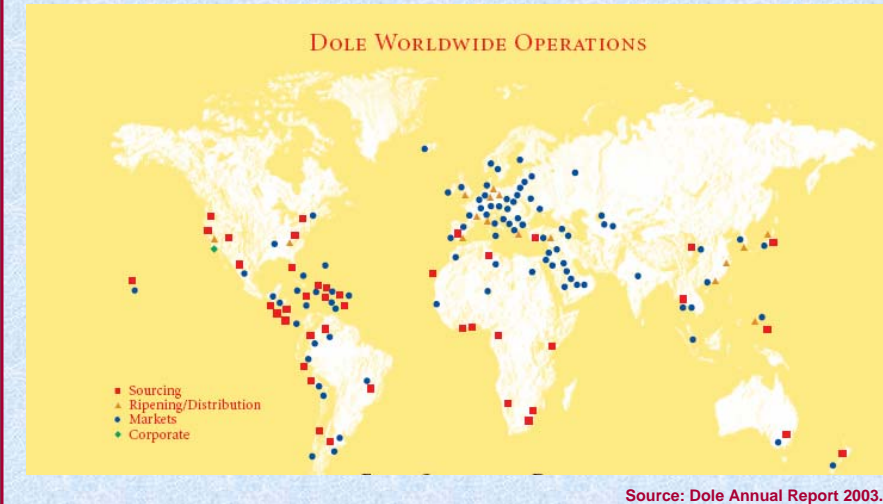 DOLE WORLDWIDE OPERATIONS
Sourcing
Ripening/Distribution
Markets
Corporate
Source: Dole Annual Report 2003.